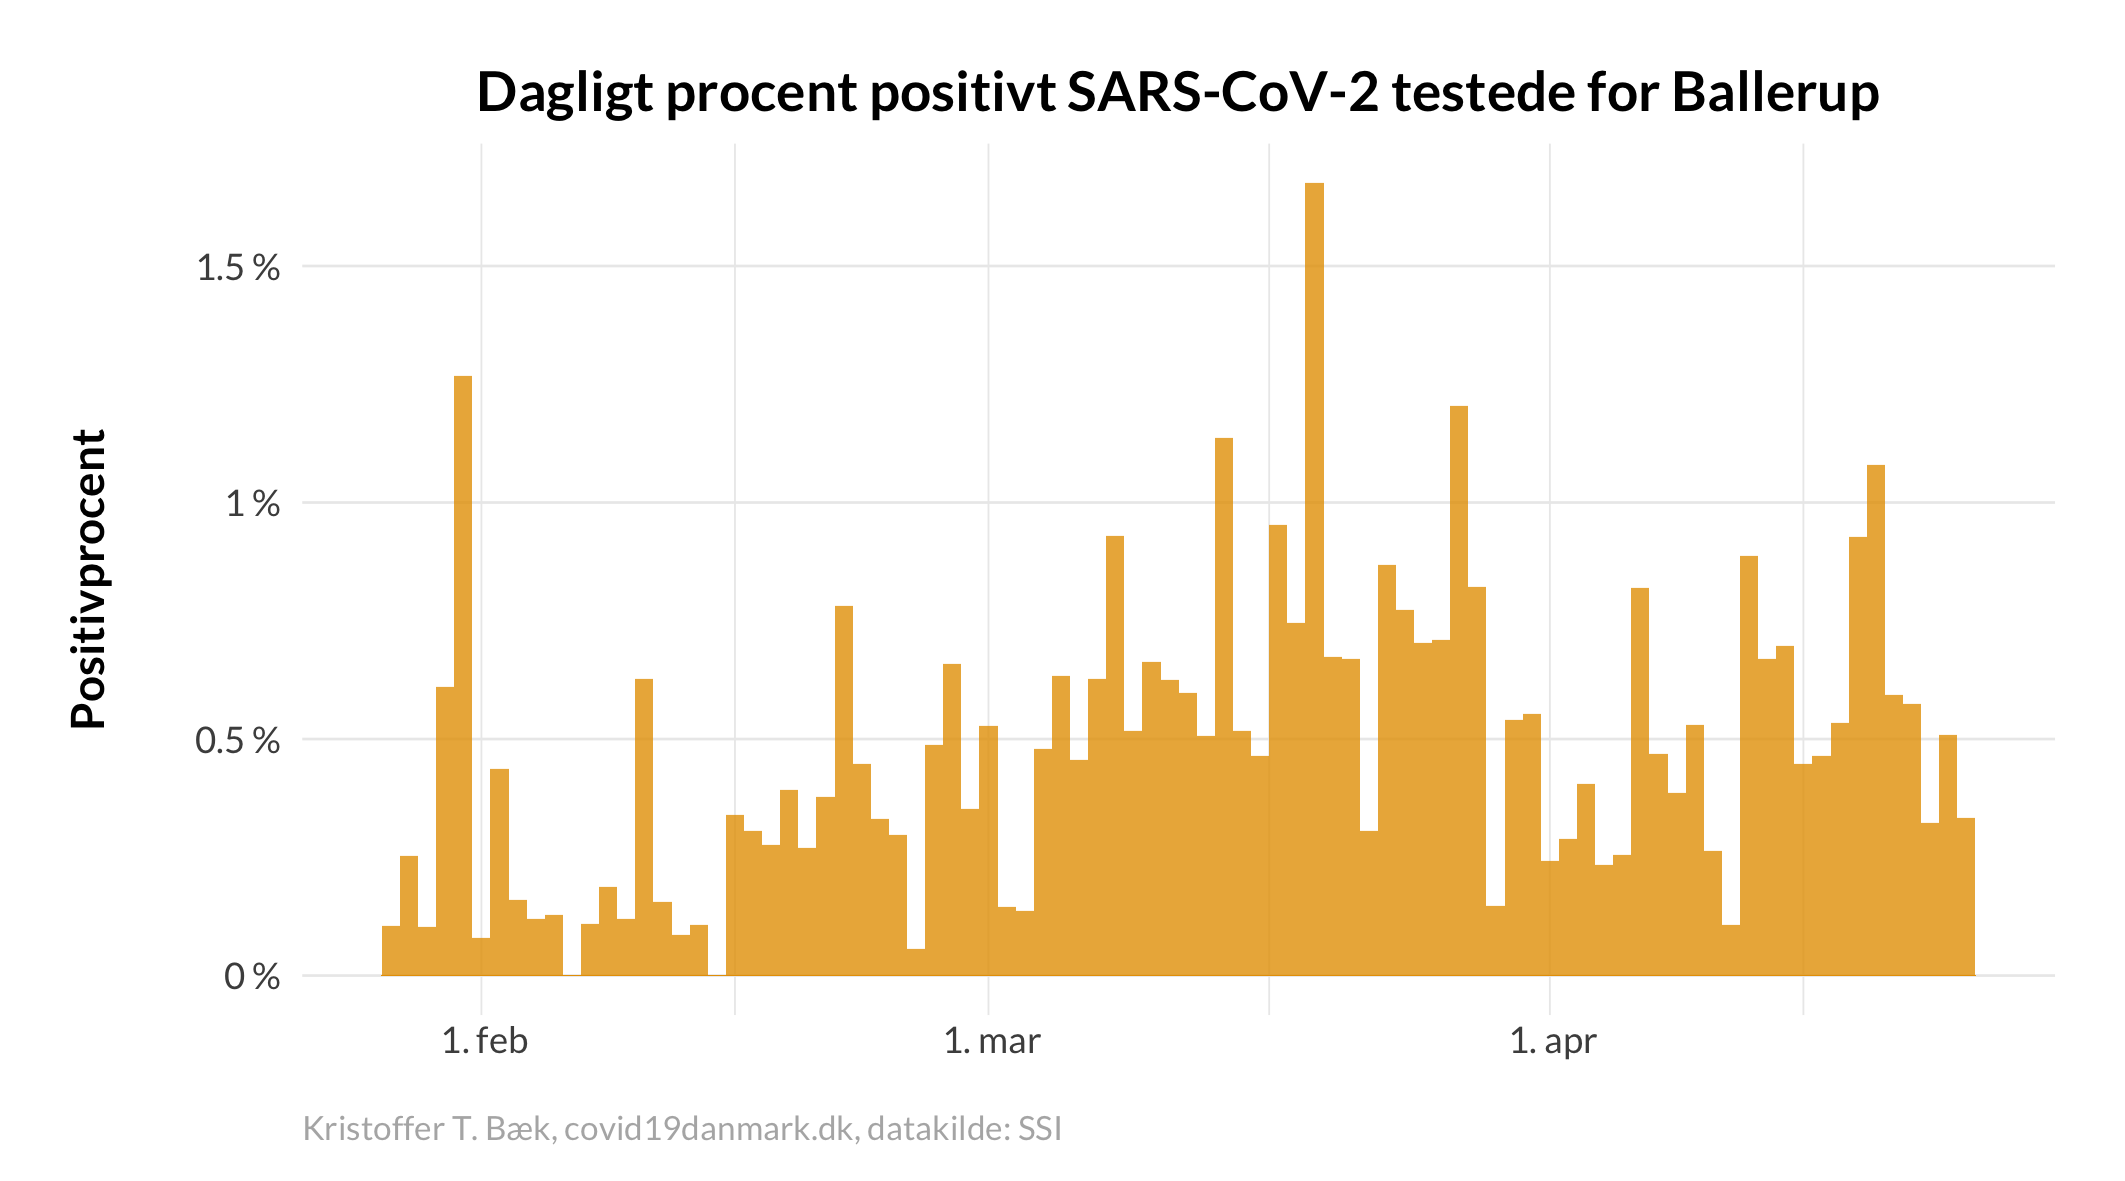 Dagligt procent positivt SARS-CoV-2 testede for Ballerup
Positivprocent
1.5 %
1 %
0.5 %
0 %
1. feb
1. mar
1. apr
Kristoffer T. Bæk, covid19danmark.dk, datakilde: SSI